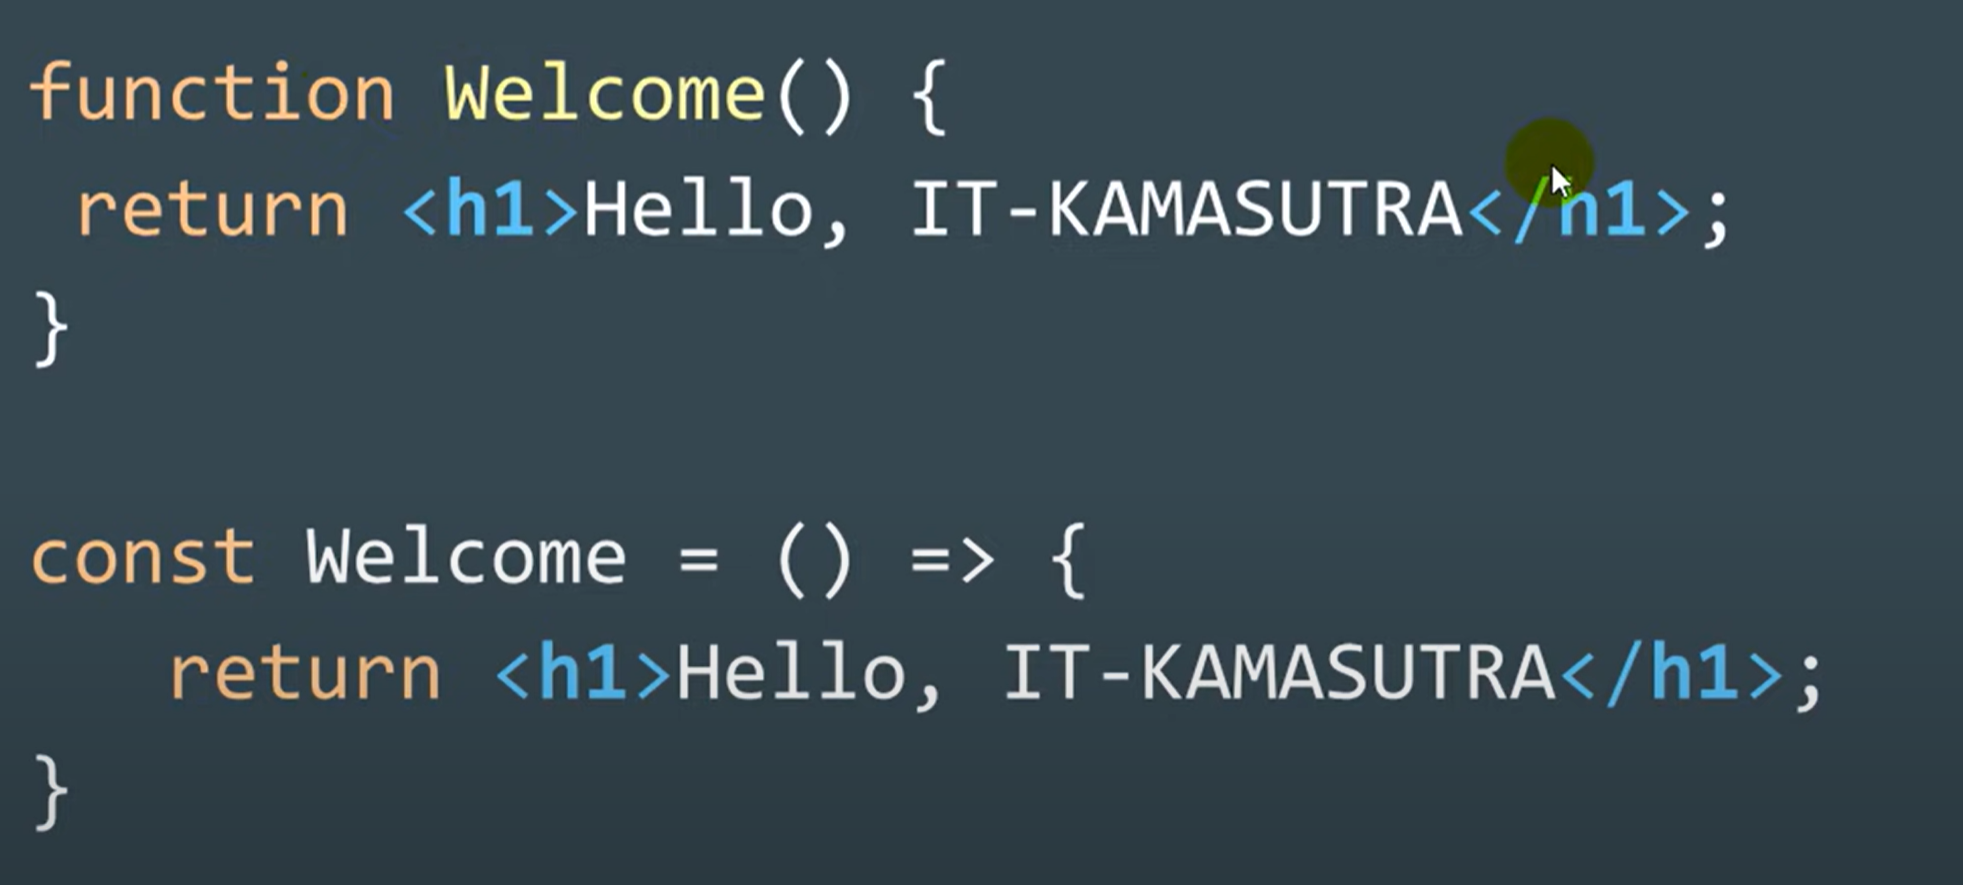 function Welcome() {
 return <h1>Hello, IT-KAMASUTRA</h1>;
}
const Welcome = () => {
   return <h1>Hello, IT-KAMASUTRA</h1>;
}